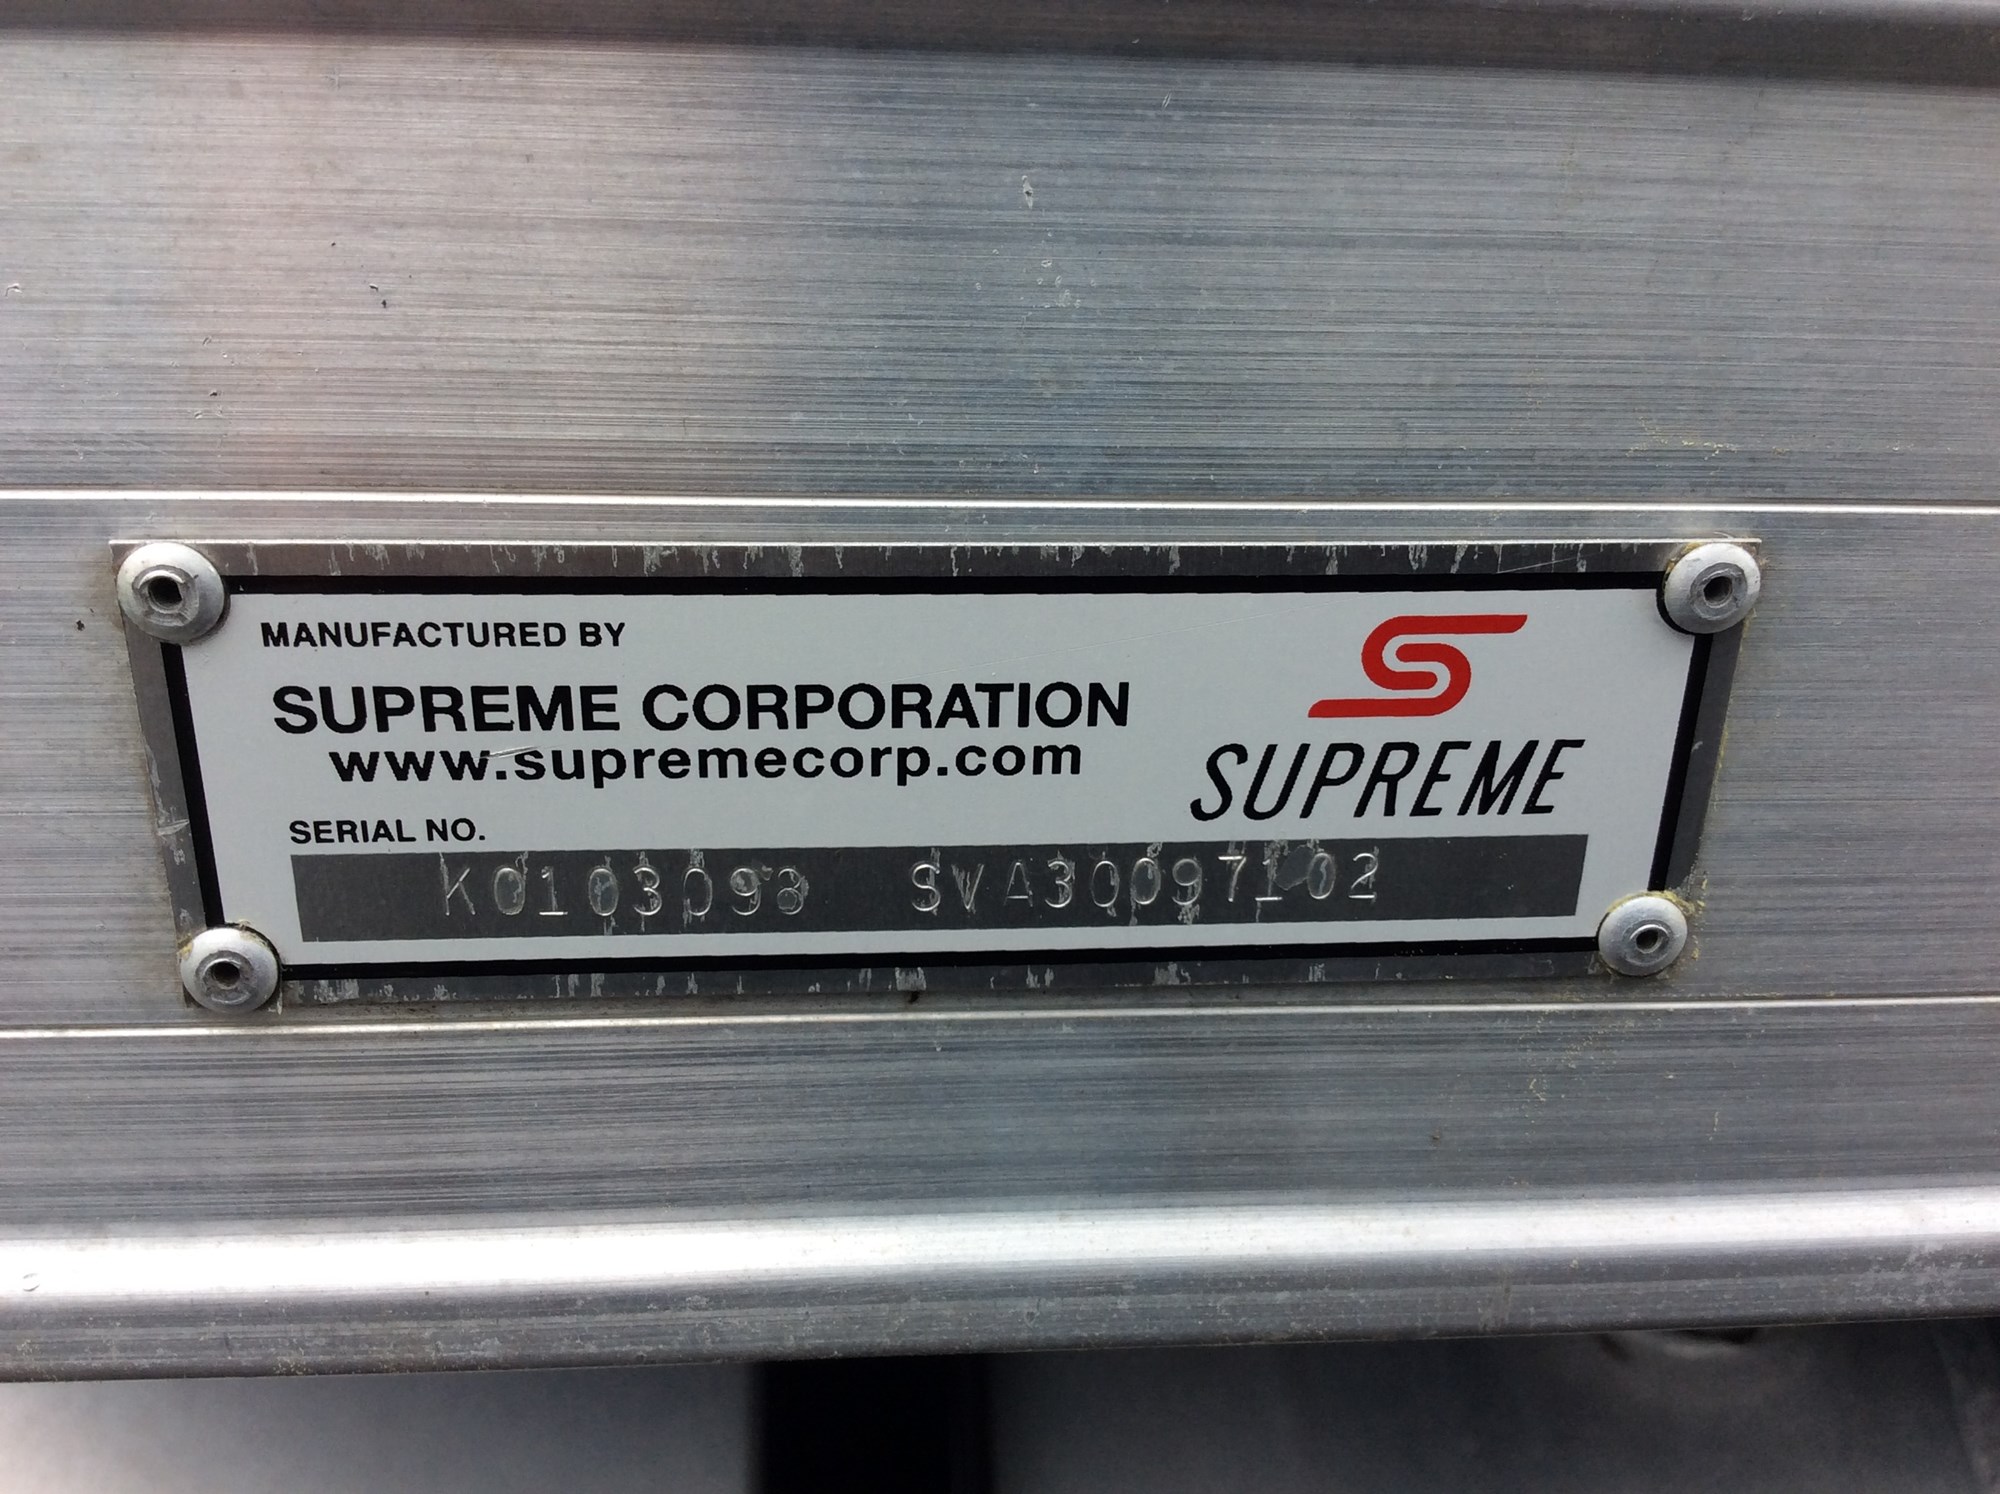 MANUFACTURED BY
SUPREME CORPORATION
www.supremecorp.com
SUPREME
SERIAL NO.
K0103098 SVA30097102